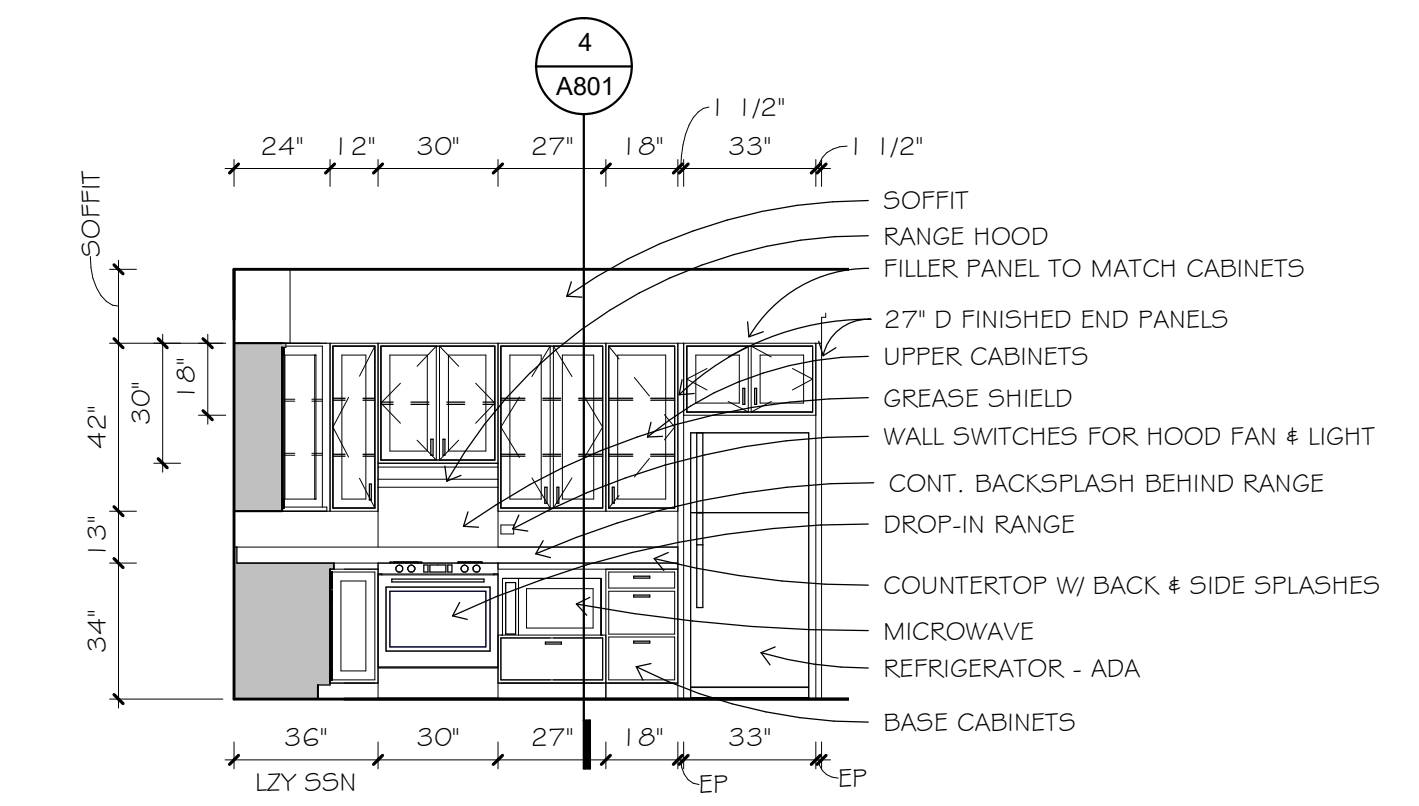 4
A801
1 1/2"
24" 12" 30" 27" 18" 33" 1 1/2"
SOFFIT
SOFFIT
RANGE HOOD
FILLER PANEL TO MATCH CABINETS
27" D FINISHED END PANELS
UPPER CABINETS
GREASE SHIELD
WALL SWITCHES FOR HOOD FAN & LIGHT
CONT. BACKSPLASH BEHIND RANGE
DROP-IN RANGE
COUNTERTOP W/ BACK & SIDE SPLASHES
MICROWAVE
REFRIGERATOR - ADA
BASE CABINETS
18"
30"
42"
13"
34"
36" 30" 27" 18" 33"
LZY SSN EP EP